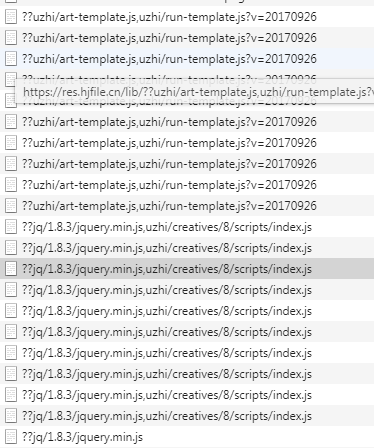 ??uzhi/art-template.js,uzhi/run-template.js?v=20170926
??uzhi/art-template.js,uzhi/run-template.js?v=20170926
??uzhi/art-template.js,uzhi/run-template.js?v=20170926
??uzhi/art-template.js,uzhi/run-template.js?v=20170926
https://res.hjfile.cn/lib/??uzhi/art-template.js,uzhi/run-template.js?v
??uzhi/art-template.js,uzhi/run-template.js?v=20170926
??uzhi/art-template.js,uzhi/run-template.js?v=20170926
??uzhi/art-template.js,uzhi/run-template.js?v=20170926
??uzhi/art-template.js,uzhi/run-template.js?v=20170926
??uzhi/art-template.js,uzhi/run-template.js?v=20170926
??uzhi/art-template.js,uzhi/run-template.js?v=20170926
??jq/1.8.3/jquery.min.js,uzhi/creatives/8/scripts/index.js
??jq/1.8.3/jquery.min.js,uzhi/creatives/8/scripts/index.js
??jq/1.8.3/jquery.min.js,uzhi/creatives/8/scripts/index.js
??jq/1.8.3/jquery.min.js,uzhi/creatives/8/scripts/index.js
??jq/1.8.3/jquery.min.js,uzhi/creatives/8/scripts/index.js
??jq/1.8.3/jquery.min.js,uzhi/creatives/8/scripts/index.js
??jq/1.8.3/jquery.min.js,uzhi/creatives/8/scripts/index.js
??jq/1.8.3/jquery.min.js,uzhi/creatives/8/scripts/index.js
??jq/1.8.3/jquery.min.js,uzhi/creatives/8/scripts/index.js
??jq/1.8.3/jquery.min.js,uzhi/creatives/8/scripts/index.js
??jq/1.8.3/jquery.min.js